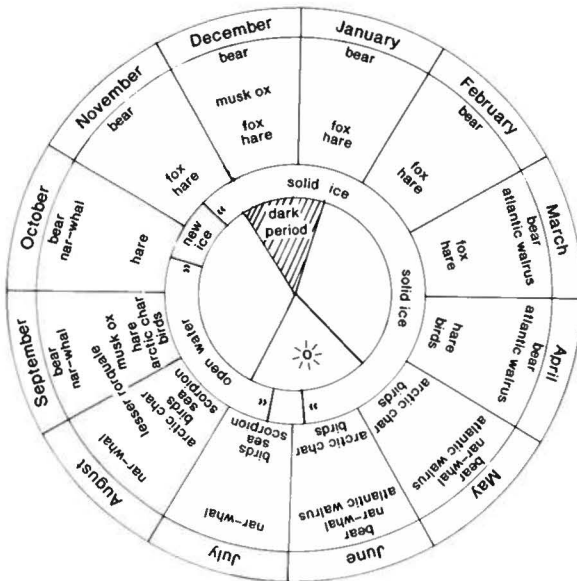 December
bear
musk ox
fox
hare
January
bear
fox
hare
February
bear
fox
hare
March
bear
atlantic walrus
fox
hare
April
bear
atlantic walrus
hare
birds
May
arctic char
birds
bear
nar-whal
atlantic walrus
June
birds
arctic char
atlantic walrus
nar-whal
bear
July
scorpion
sea
birds
nar-whal
August
scorpion
sea
birds
arctic char
lesser rorquale
nar-whal
September
bear
nar-whal
musk ox
hare
arctic char
birds
October
bear
nar-whal
hare
November
bear
fox
hare
solid ice
solid ice
"
open water
"
new
ice
"
"
dark
period